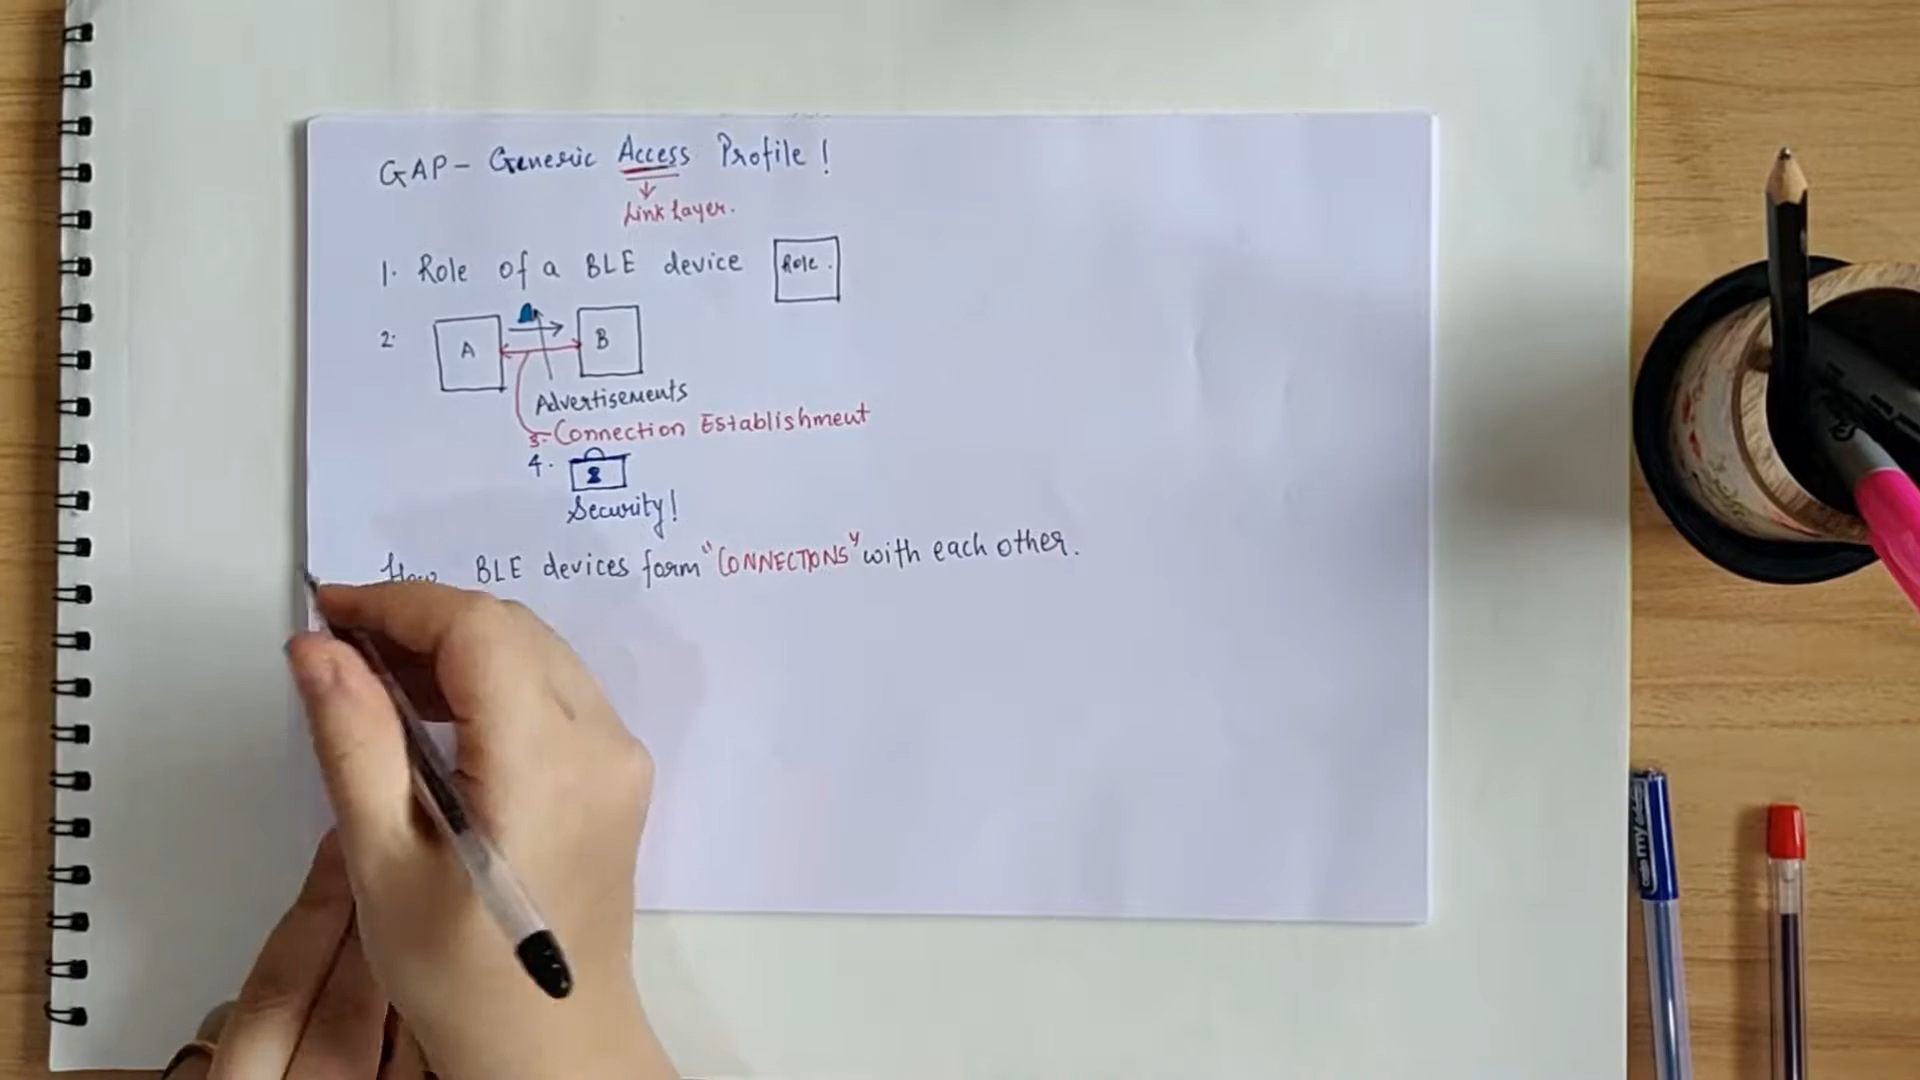 GAP - Generic Access Profile !
Link Layer.
1. Role of a BLE device
Role.
2.
A
B
Advertisements
3. Connection Establishment
4.
Security!
How BLE devices form "CONNECTIONS" with each other.